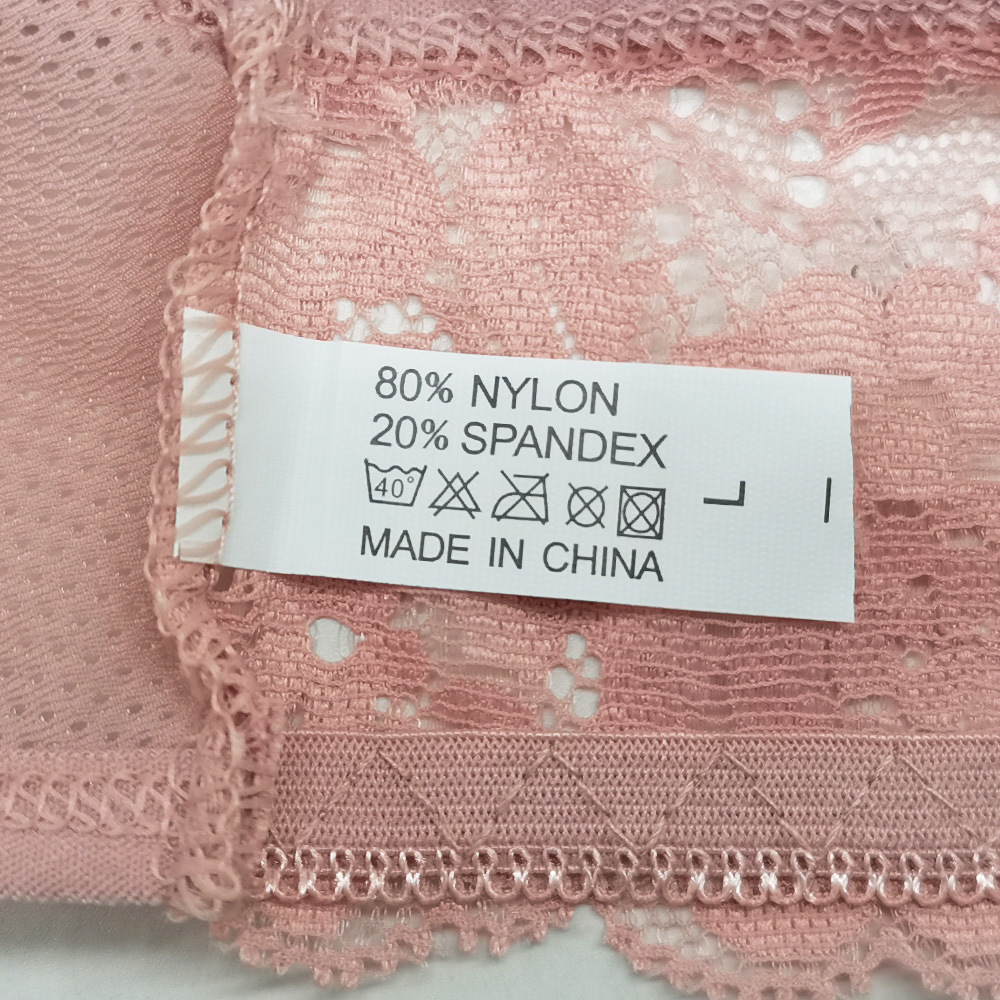 80% NYLON
20% SPANDEX
40°
L
MADE IN CHINA